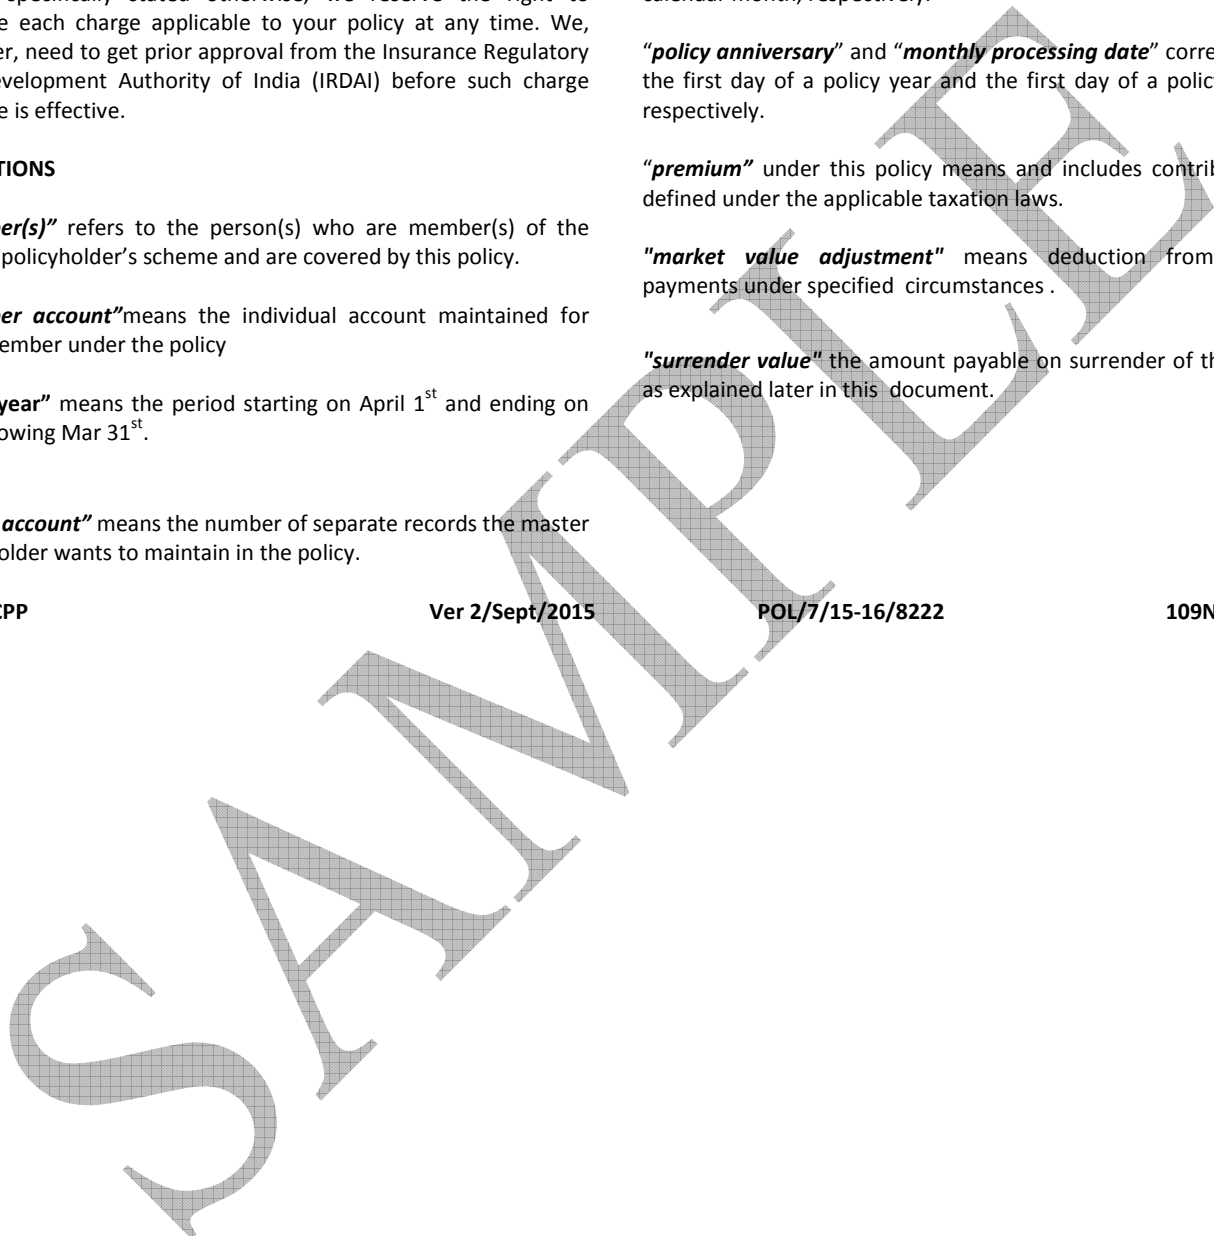 specifically stated otherwise, we reserve the right to
e each charge applicable to your policy at any time. We,
er, need to get prior approval from the Insurance Regulatory
evelopment Authority of India (IRDAI) before such charge
e is effective.
TIONS
er(s)” refers to the person(s) who are member(s) of the
policyholder’s scheme and are covered by this policy.
er account”means the individual account maintained for
ember under the policy
year” means the period starting on April 1st and ending on
owing Mar 31st.
account” means the number of separate records the master
older wants to maintain in the policy.
calendar month, respectively.
“policy anniversary” and “monthly processing date” corre
the first day of a policy year and the first day of a polic
respectively.
“premium” under this policy means and includes contrib
defined under the applicable taxation laws.
"market value adjustment" means deduction from
payments under specified circumstances .
"surrender value" the amount payable on surrender of th
as explained later in this document.
CPP Ver 2/Sept/2015 POL/7/15-16/8222 109N
SAMPLE